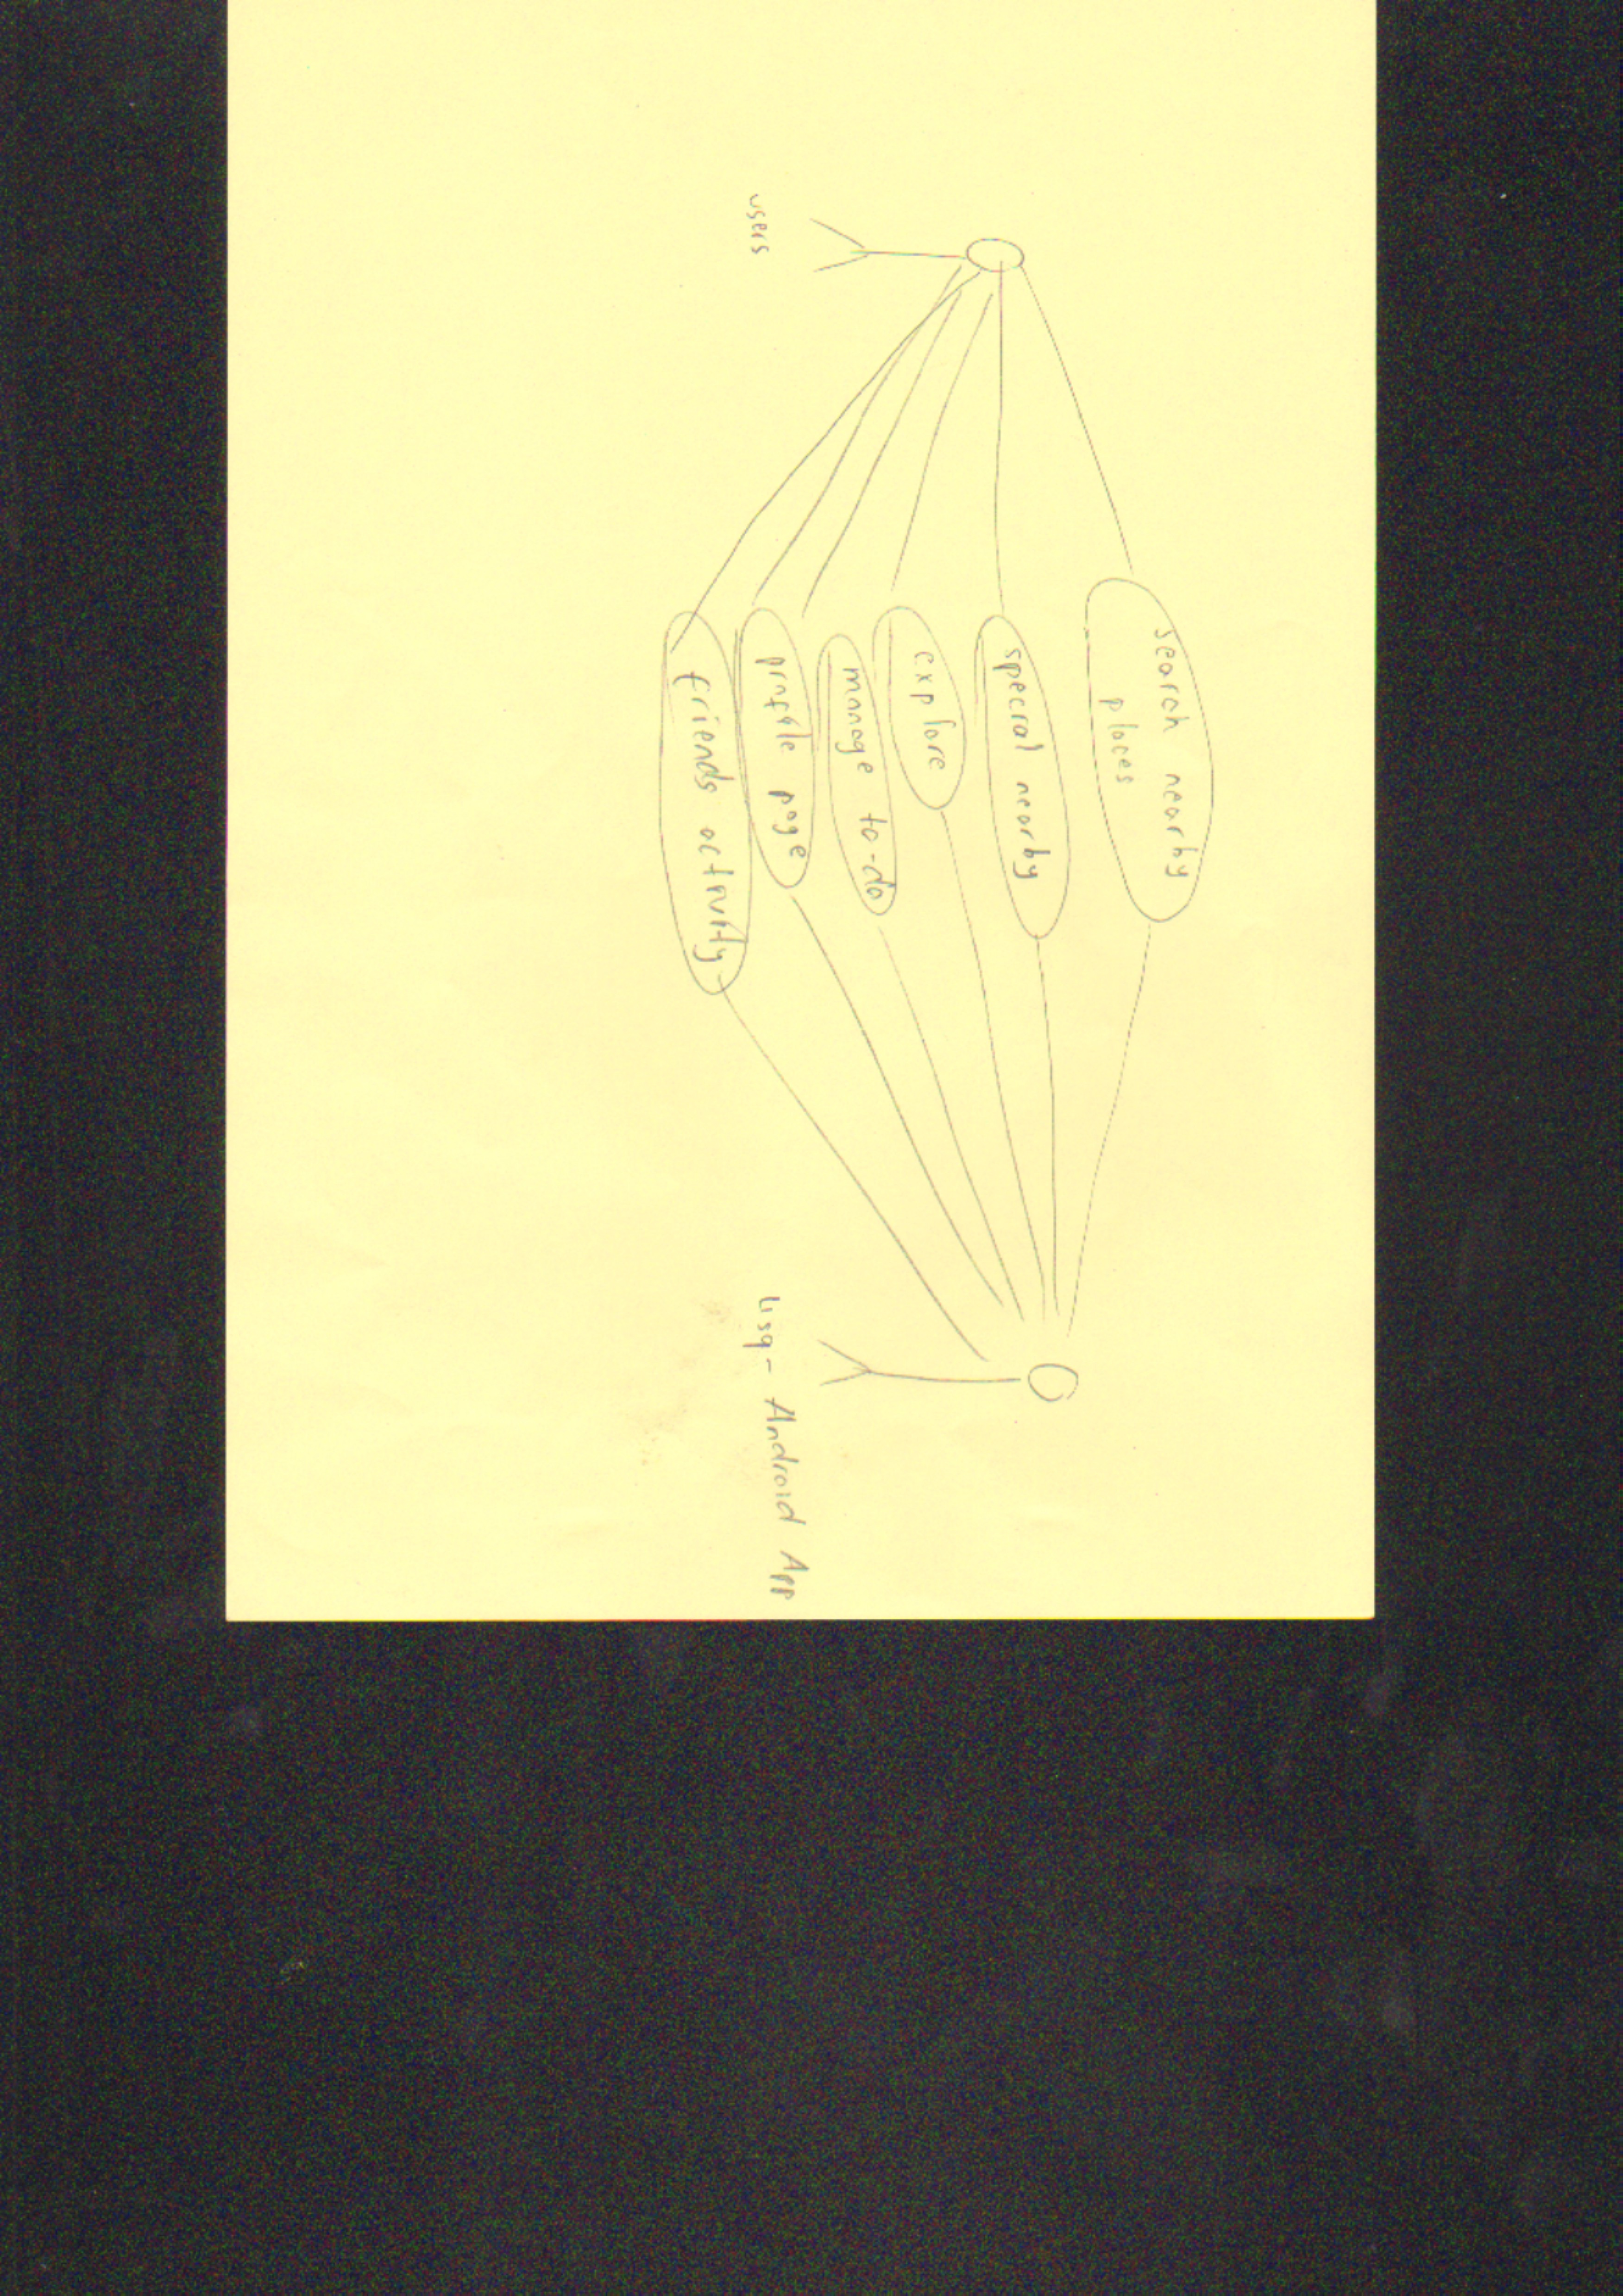 search nearby
places
special nearby
explore
manage to-do
profile page
friends activity
users
4sq - Android App